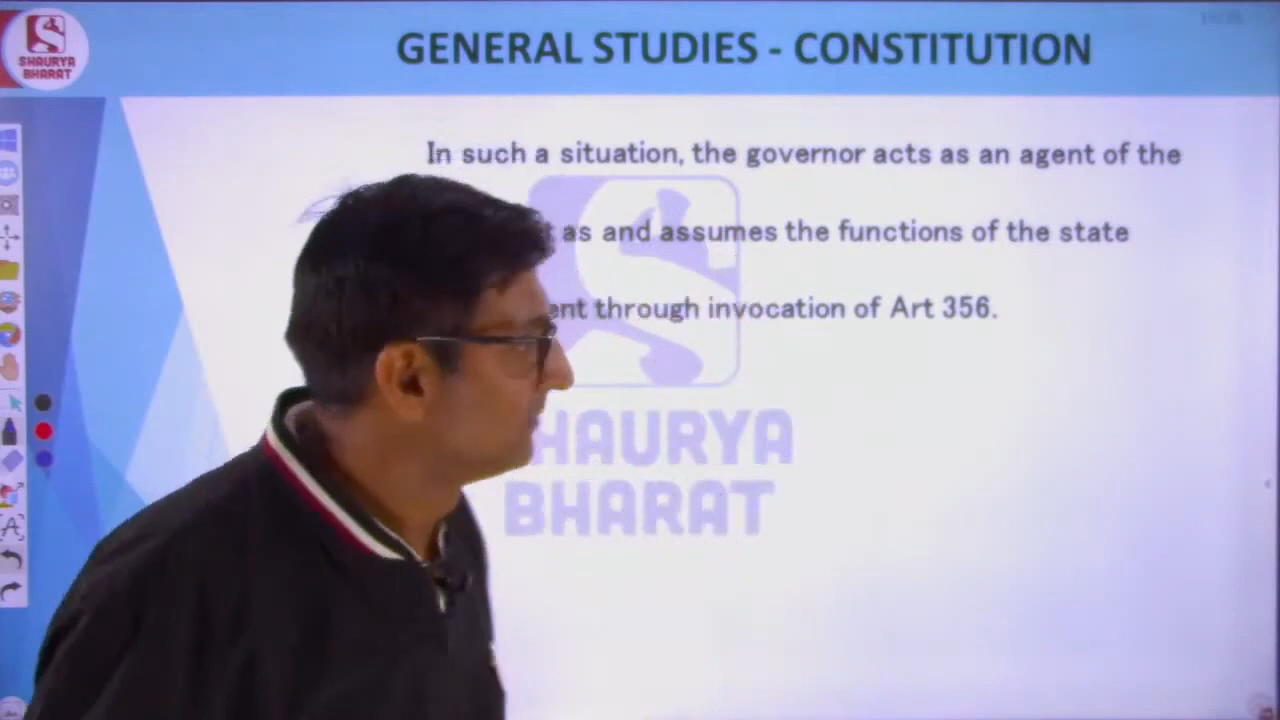 SHAURYA
BHARAT
GENERAL STUDIES - CONSTITUTION
In such a situation, the governor acts as an agent of the
as and assumes the functions of the state
through invocation of Art 356.
SHAURYA
BHARAT